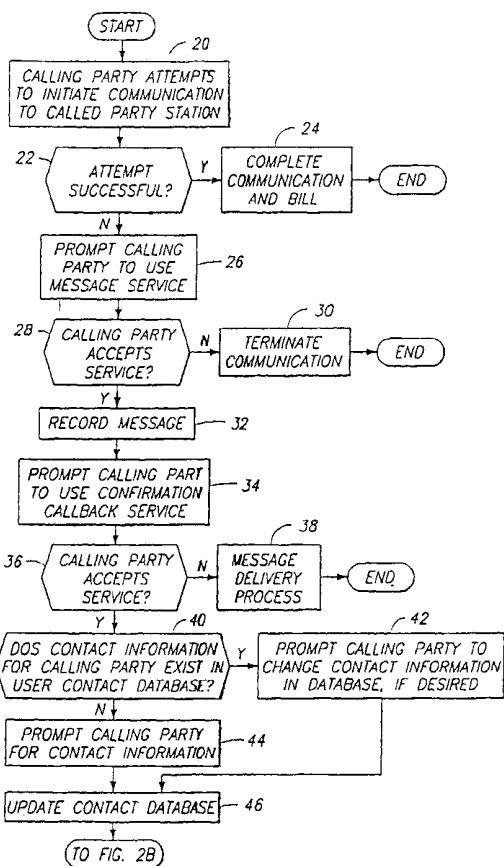 START
20
CALLING PARTY ATTEMPTS
TO INITIATE COMMUNICATION
TO CALLED PARTY STATION
22
ATTEMPT
SUCCESSFUL?
Y
24
COMPLETE
COMMUNICATION
AND BILL
END
N
PROMPT CALLING
PARTY TO USE
MESSAGE SERVICE
26
28
CALLING PARTY
ACCEPTS
SERVICE?
N
30
TERMINATE
COMMUNICATION
END
Y
RECORD MESSAGE
32
PROMPT CALLING PART
TO USE CONFIRMATION
CALLBACK SERVICE
34
36
CALLING PARTY
ACCEPTS
SERVICE?
N
38
MESSAGE
DELIVERY
PROCESS
END
Y
40
DOS CONTACT INFORMATION
FOR CALLING PARTY EXIST IN
USER CONTACT DATABASE?
Y
42
PROMPT CALLING PARTY TO
CHANGE CONTACT INFORMATION
IN DATABASE, IF DESIRED
N
PROMPT CALLING PARTY
FOR CONTACT INFORMATION
44
UPDATE CONTACT DATABASE
46
TO FIG. 2B